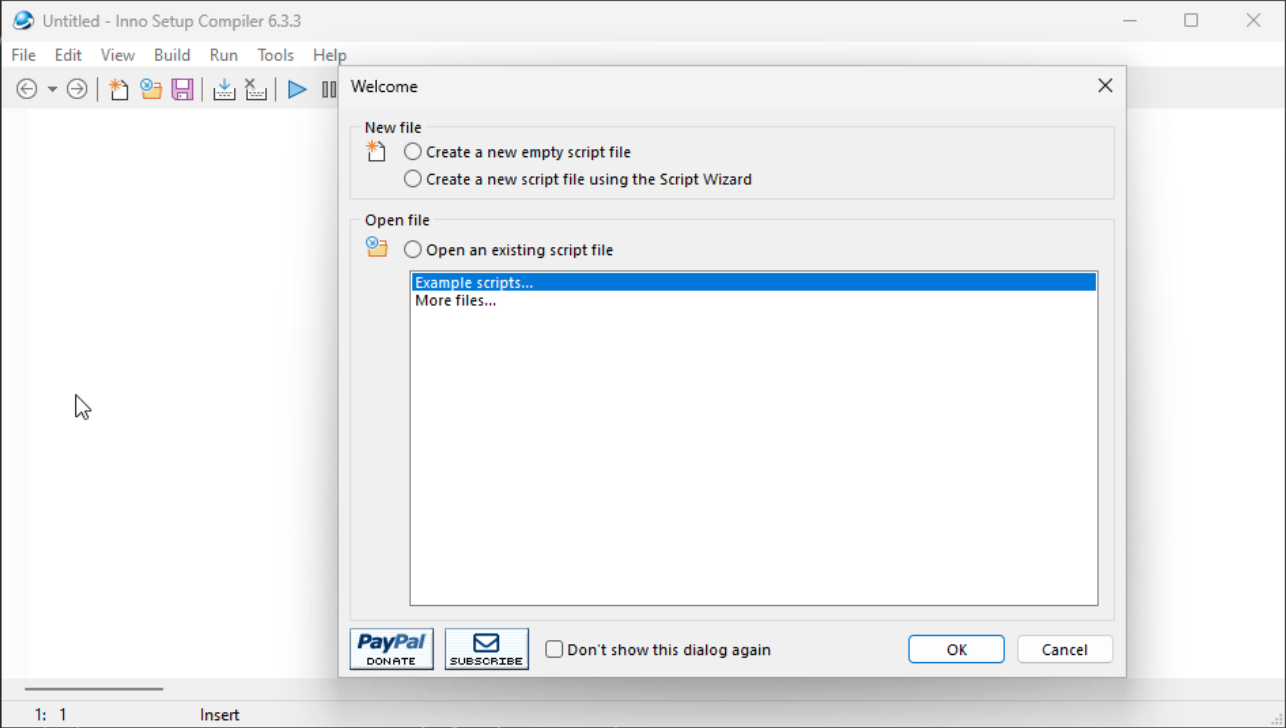 Untitled - Inno Setup Compiler 6.3.3
File Edit View Build Run Tools Help
Welcome
New file
Create a new empty script file
Create a new script file using the Script Wizard
Open file
Open an existing script file
Example scripts...
More files...
PayPal
DONATE
SUBSCRIBE
Don't show this dialog again
OK
Cancel
1: 1
Insert